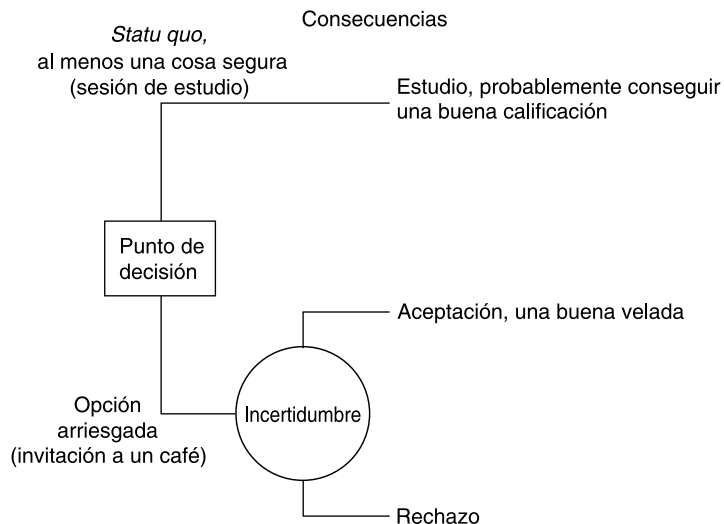 Consecuencias
Statu quo,
al menos una cosa segura
(sesión de estudio)
Estudio, probablemente conseguir
una buena calificación
Punto de
decisión
Aceptación, una buena velada
Opción
arriesgada
(invitación a un café)
Incertidumbre
Rechazo